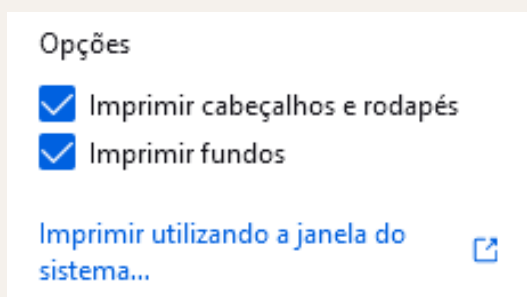 Opções
Imprimir cabeçalhos e rodapés
Imprimir fundos
Imprimir utilizando a janela do
sistema...